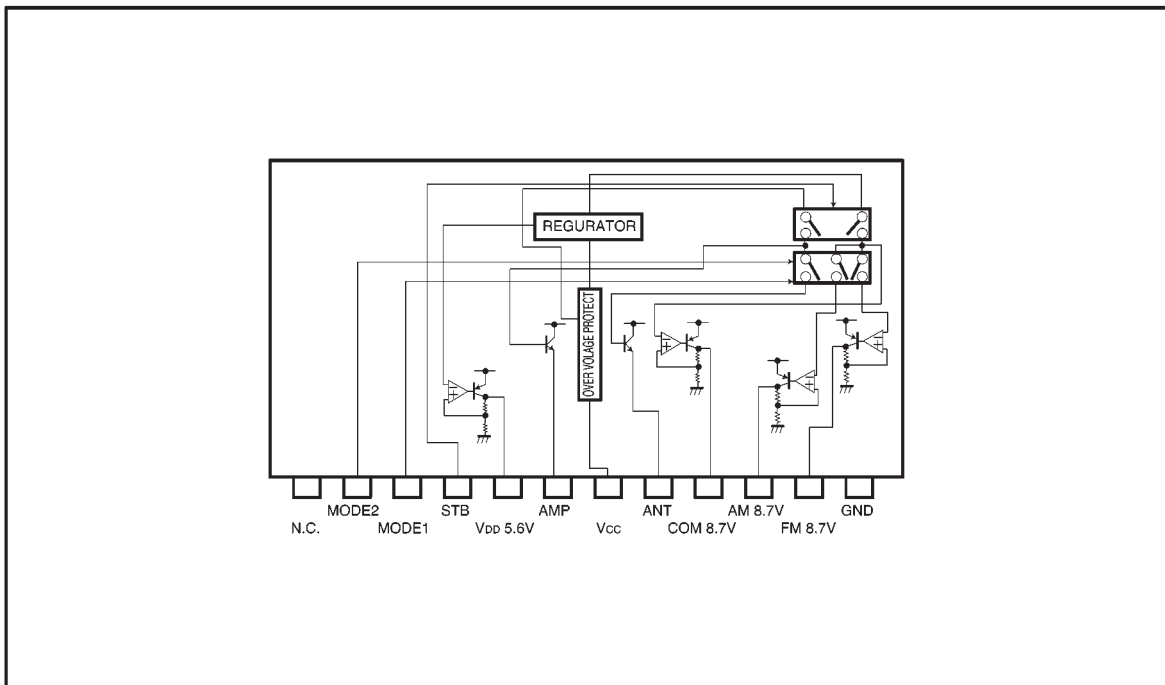 REGURATOR
OVER VOLAGE PROTECT
MODE2 STB AMP ANT AM 8.7V GND
N.C. MODE1 VDD 5.6V Vcc COM 8.7V FM 8.7V